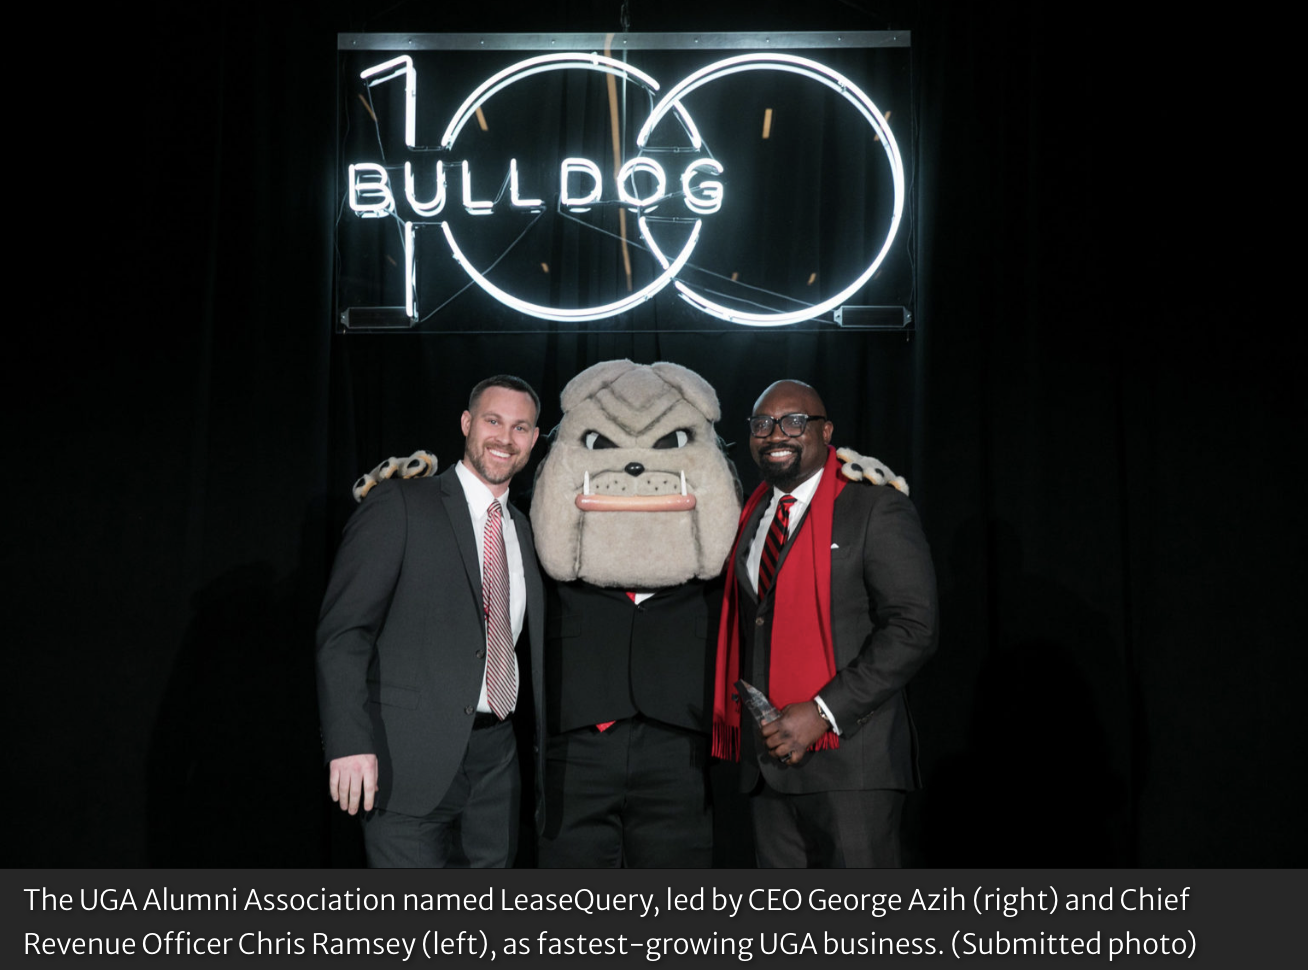 100
BULLDOG
The UGA Alumni Association named LeaseQuery, led by CEO George Azih (right) and Chief
Revenue Officer Chris Ramsey (left), as fastest-growing UGA business. (Submitted photo)